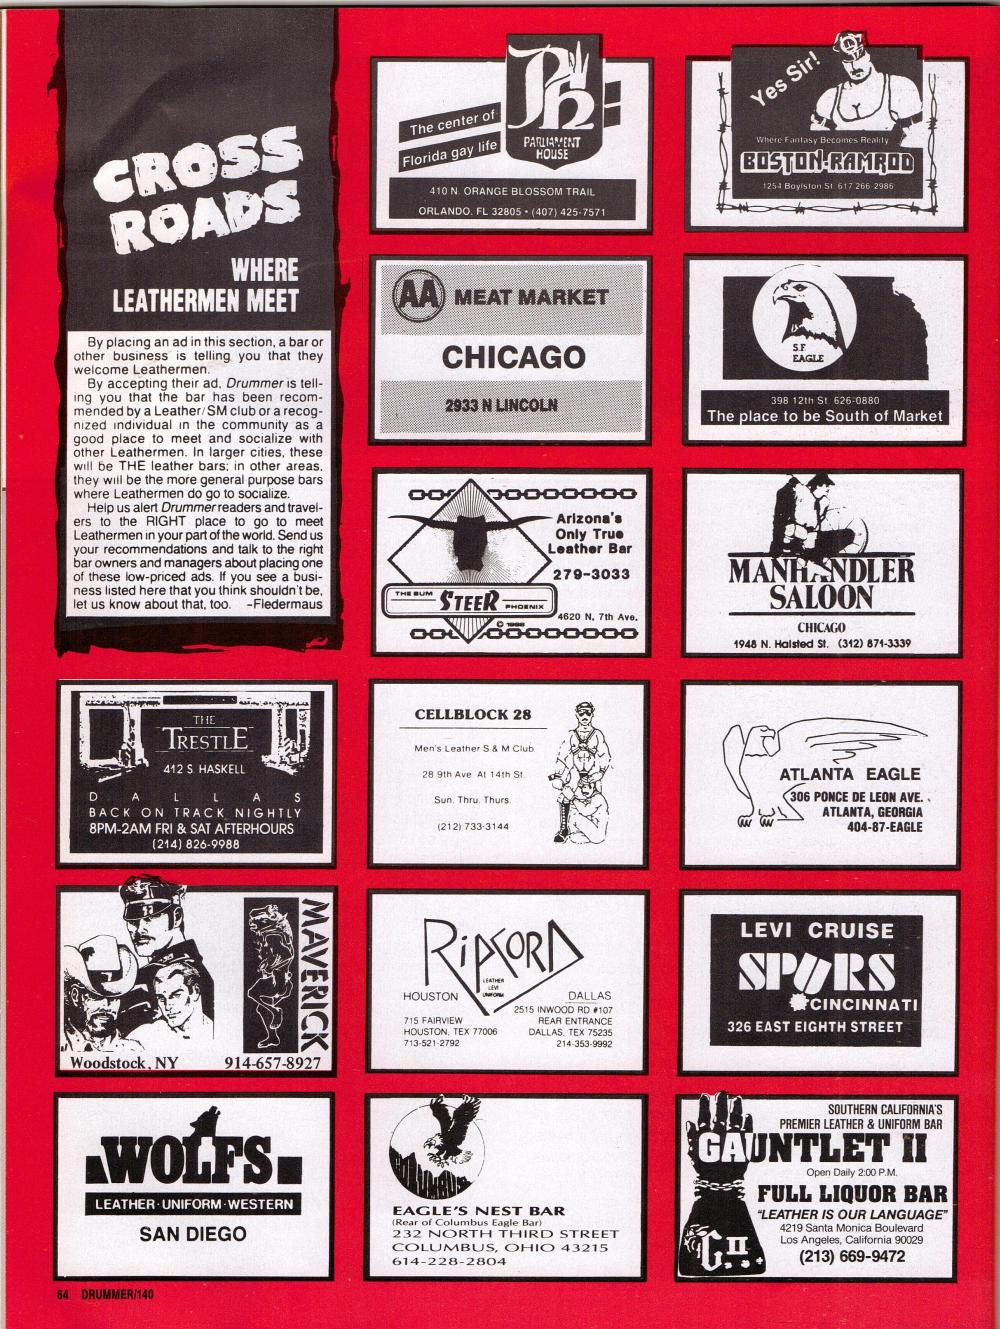 CROSS
ROADS
WHERE
LEATHERMEN MEET
By placing an ad in this section, a bar or
other business is telling you that they
welcome Leathermen.
By accepting their ad, Drummer is tell-
ing you that the bar has been recom-
mended by a Leather/SM club or a recog-
nized individual in the community as a
good place to meet and socialize with
other Leathermen. In larger cities, these
will be THE leather bars; in other areas,
they will be the more general purpose bars
where Leathermen do go to socialize.
Help us alert Drummer readers and travel-
ers to the RIGHT place to go to meet
Leathermen in your part of the world. Send us
your recommendations and talk to the right
bar owners and managers about placing one
of these low-priced ads. If you see a busi-
ness listed here that you think shouldn't be,
let us know about that, too. -Fledermaus
The center of
Florida gay life
Ph
PARLIAMENT
HOUSE
410 N. ORANGE BLOSSOM TRAIL
ORLANDO, FL 32805 • (407) 425-7571
Yes Sir!
Where Fantasy Becomes Reality
BOSTON-RAMROD
1254 Boylston St. 617 266-2986
AA MEAT MARKET
CHICAGO
2933 N LINCOLN
S.F.
EAGLE
398 12th St. 626-0880
The place to be South of Market
Arizona's
Only True
Leather Bar
279-3033
THE BUM STEER PHOENIX
4620 N. 7th Ave.
© 1988
MANHANDLER
SALOON
CHICAGO
1948 N. Halsted St. (312) 871-3339
THE
TRESTLE
412 S. HASKELL
DALLAS
BACK ON TRACK NIGHTLY
8PM-2AM FRI & SAT AFTERHOURS
(214) 826-9988
CELLBLOCK 28
Men's Leather S & M Club
28 9th Ave. At 14th St.
Sun. Thru. Thurs.
(212) 733-3144
ATLANTA EAGLE
306 PONCE DE LEON AVE.
ATLANTA, GEORGIA
404-87-EAGLE
MAVERICK
Woodstock, NY 914-657-8927
RIPCORD
LEATHER
LEVI
UNIFORM
HOUSTON
715 FAIRVIEW
HOUSTON, TEX 77006
713-521-2792
DALLAS
2515 INWOOD RD #107
REAR ENTRANCE
DALLAS, TEX 75235
214-353-9992
LEVI CRUISE
SPURS
CINCINNATI
326 EAST EIGHTH STREET
WOLFS
LEATHER·UNIFORM·WESTERN
SAN DIEGO
COLUMBUS
EAGLE'S NEST BAR
(Rear of Columbus Eagle Bar)
232 NORTH THIRD STREET
COLUMBUS, OHIO 43215
614-228-2804
SOUTHERN CALIFORNIA'S
PREMIER LEATHER & UNIFORM BAR
GAUNTLET II
Open Daily 2:00 P.M.
FULL LIQUOR BAR
"LEATHER IS OUR LANGUAGE"
4219 Santa Monica Boulevard
Los Angeles, California 90029
(213) 669-9472
G II
64 DRUMMER/140